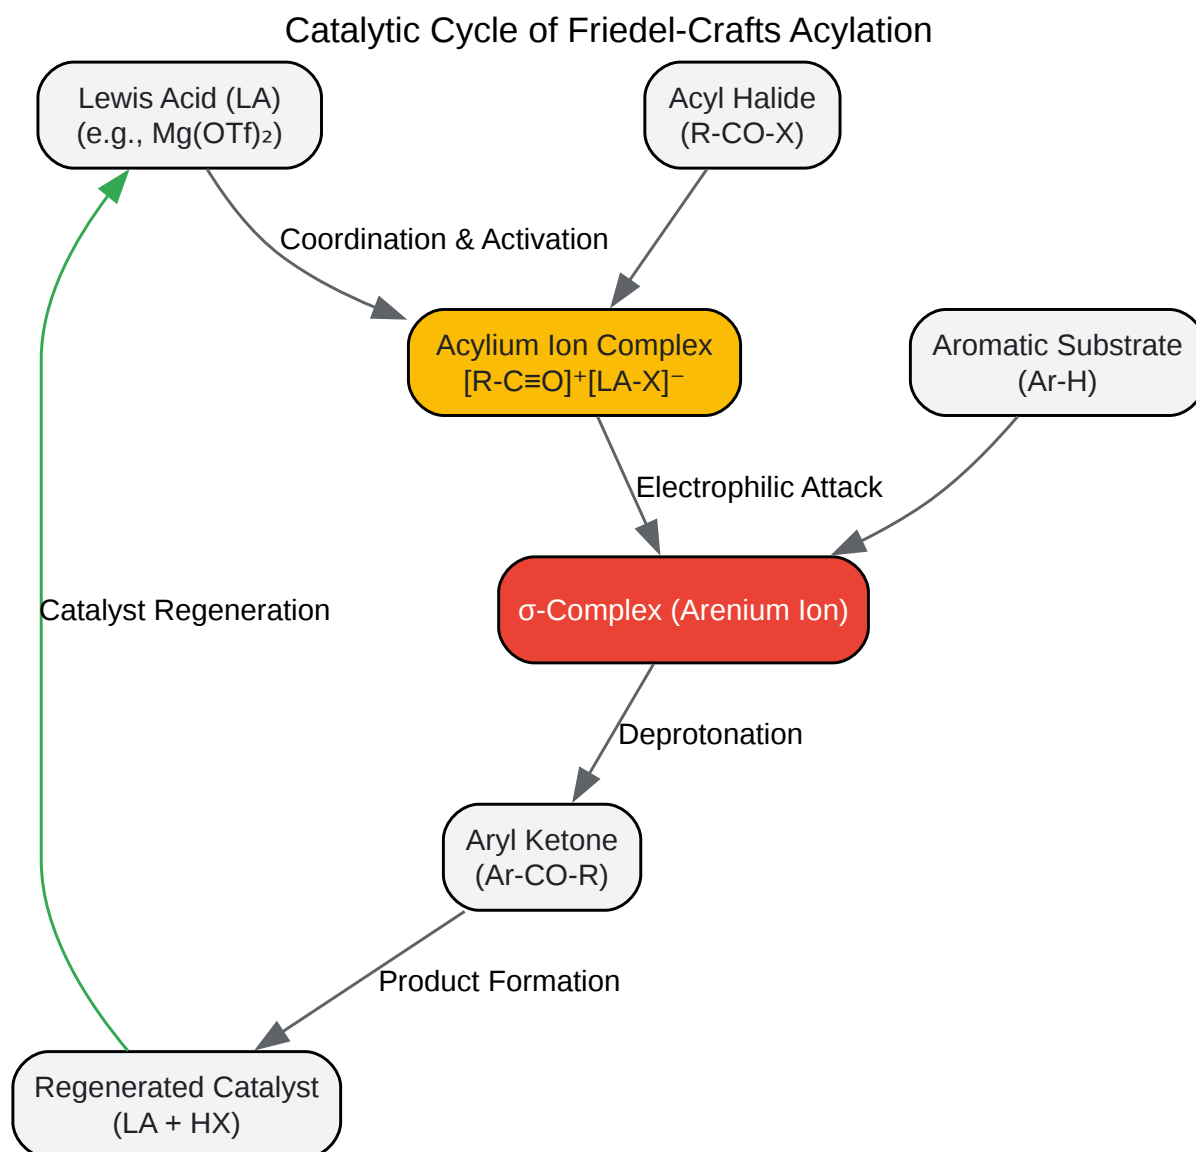 Catalytic Cycle of Friedel-Crafts Acylation
Lewis Acid (LA)
(e.g., Mg(OTf)₂)
Acyl Halide
(R-CO-X)
Coordination & Activation
Acylium Ion Complex
[R-C≡O]⁺[LA-X]⁻
Aromatic Substrate
(Ar-H)
Electrophilic Attack
σ-Complex (Arenium Ion)
Catalyst Regeneration
Deprotonation
Aryl Ketone
(Ar-CO-R)
Product Formation
Regenerated Catalyst
(LA + HX)